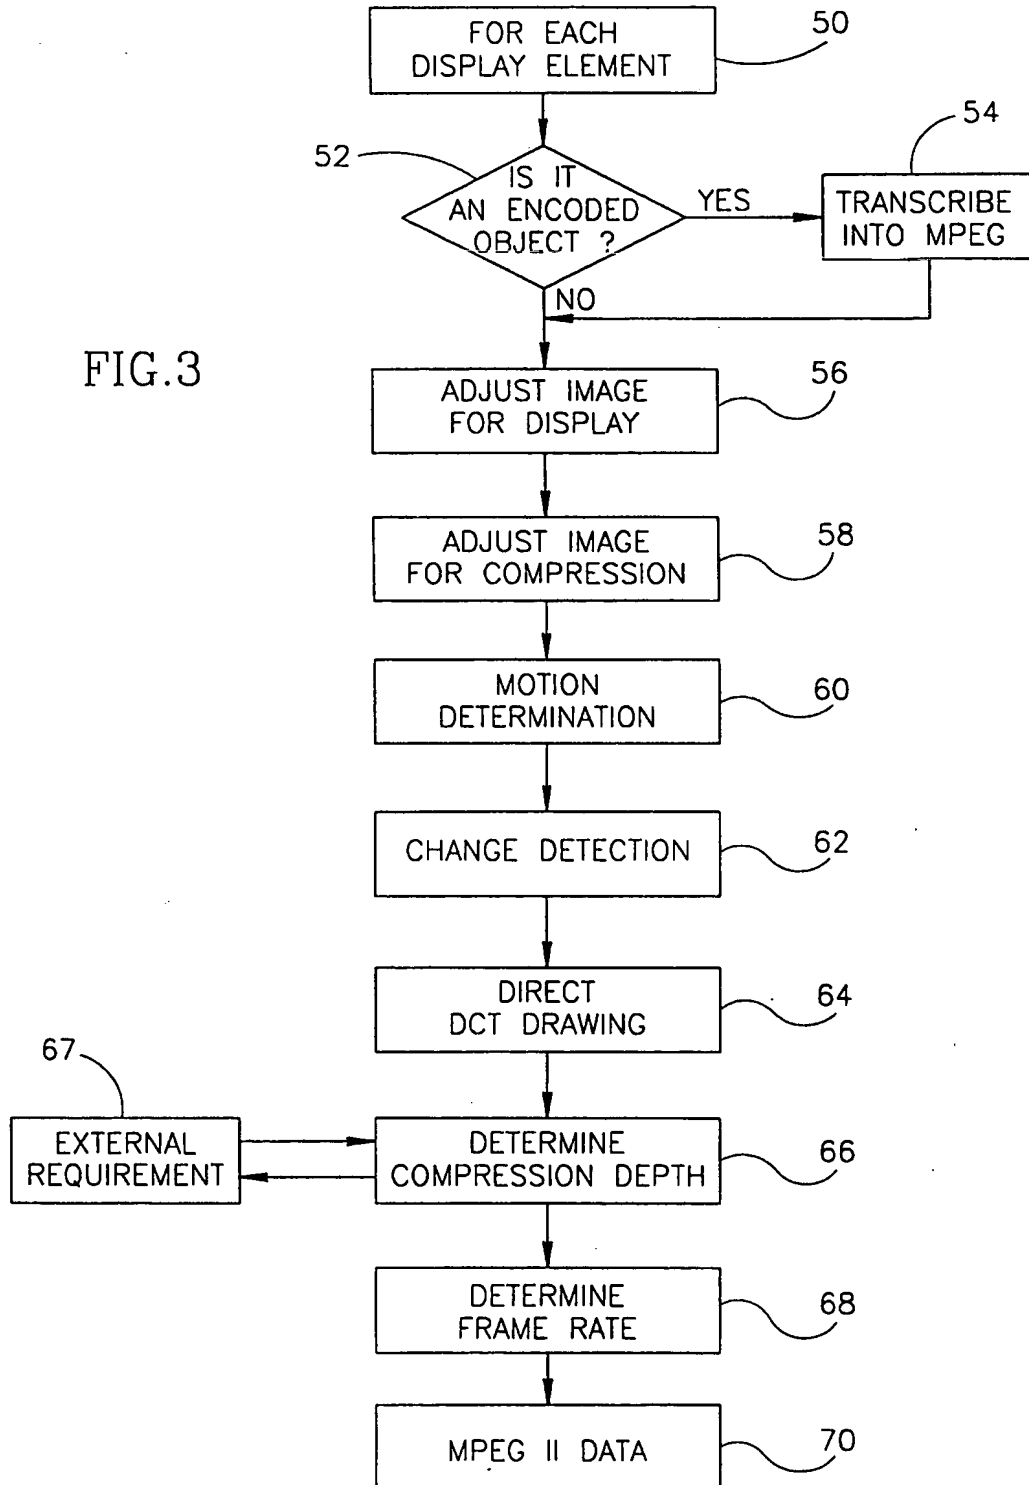 FOR EACH
DISPLAY ELEMENT
50
52
IS IT
AN ENCODED
OBJECT ?
YES
54
TRANSCRIBE
INTO MPEG
NO
FIG.3
ADJUST IMAGE
FOR DISPLAY
56
ADJUST IMAGE
FOR COMPRESSION
58
MOTION
DETERMINATION
60
CHANGE DETECTION
62
DIRECT
DCT DRAWING
64
67
EXTERNAL
REQUIREMENT
DETERMINE
COMPRESSION DEPTH
66
DETERMINE
FRAME RATE
68
MPEG II DATA
70